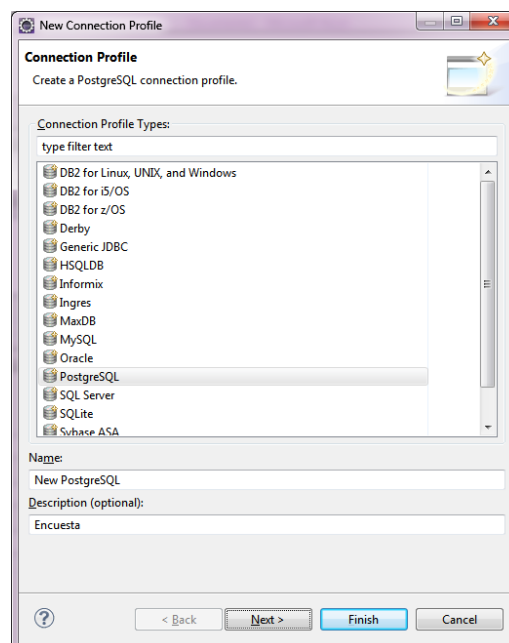 New Connection Profile
Connection Profile
Create a PostgreSQL connection profile.
Connection Profile Types:
type filter text
DB2 for Linux, UNIX, and Windows
DB2 for i5/OS
DB2 for z/OS
Derby
Generic JDBC
HSQLDB
Informix
Ingres
MaxDB
MySQL
Oracle
PostgreSQL
SQL Server
SQLite
Sybase ASA
Name:
New PostgreSQL
Description (optional):
Encuesta
< Back Next > Finish Cancel